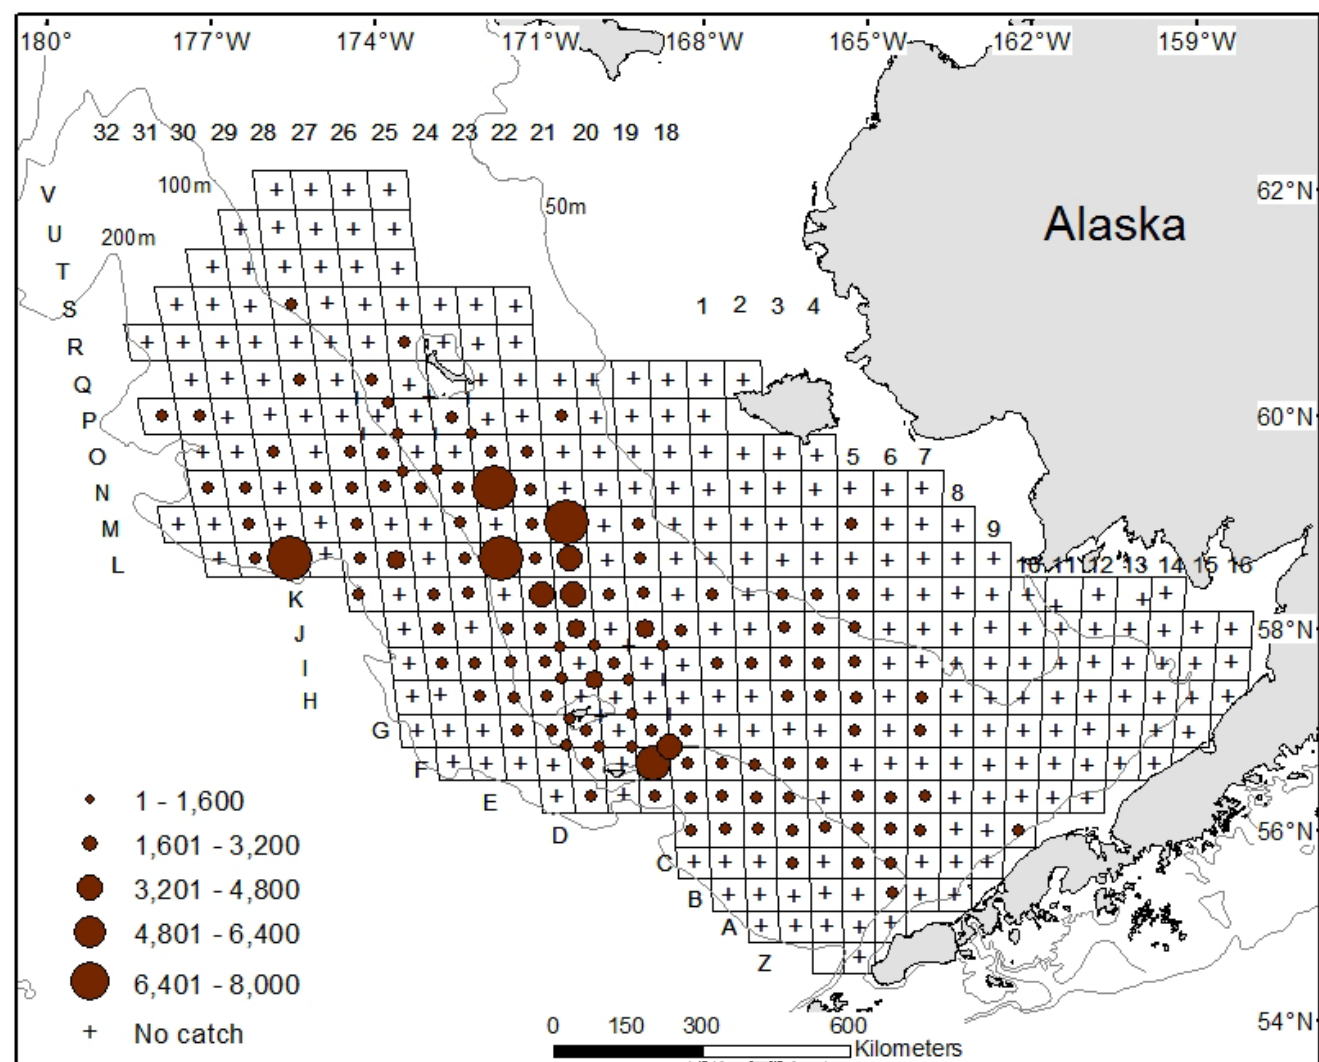 180° 177°W 174°W 171°W 168°W 165°W 162°W 159°W
32 31 30 29 28 27 26 25 24 23 22 21 20 19 18
100m
V
62°N
50m
U
Alaska
200m
T
S
1 2 3 4
R
Q
P
60°N
O
5 6 7
N
8
M
9
L
10 11 12 13 14 15 16
K
J
58°N
I
H
G
F
E
1 - 1,600
D
56°N
1,601 - 3,200
C
3,201 - 4,800
B
A
4,801 - 6,400
Z
6,401 - 8,000
54°N
No catch
0 150 300 600
Kilometers